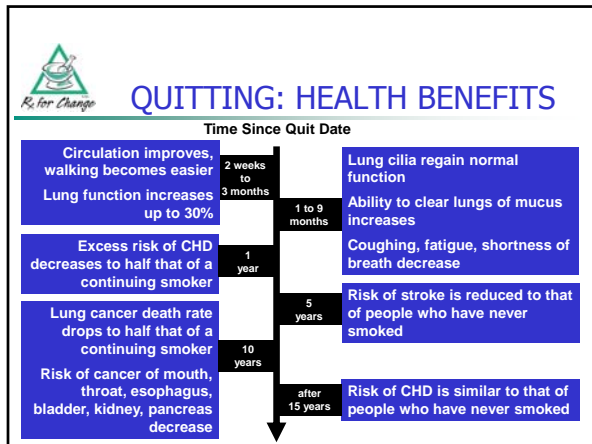 Rx for Change
QUITTING: HEALTH BENEFITS
Time Since Quit Date
Circulation improves,
walking becomes easier
Lung function increases
up to 30%
2 weeks
to
3 months
Lung cilia regain normal
function
Ability to clear lungs of mucus
increases
Coughing, fatigue, shortness of
breath decrease
1 to 9
months
Excess risk of CHD
decreases to half that of a
continuing smoker
1
year
Risk of stroke is reduced to that
of people who have never
smoked
5
years
Lung cancer death rate
drops to half that of a
continuing smoker
Risk of cancer of mouth,
throat, esophagus,
bladder, kidney, pancreas
decrease
10
years
after
15 years
Risk of CHD is similar to that of
people who have never smoked